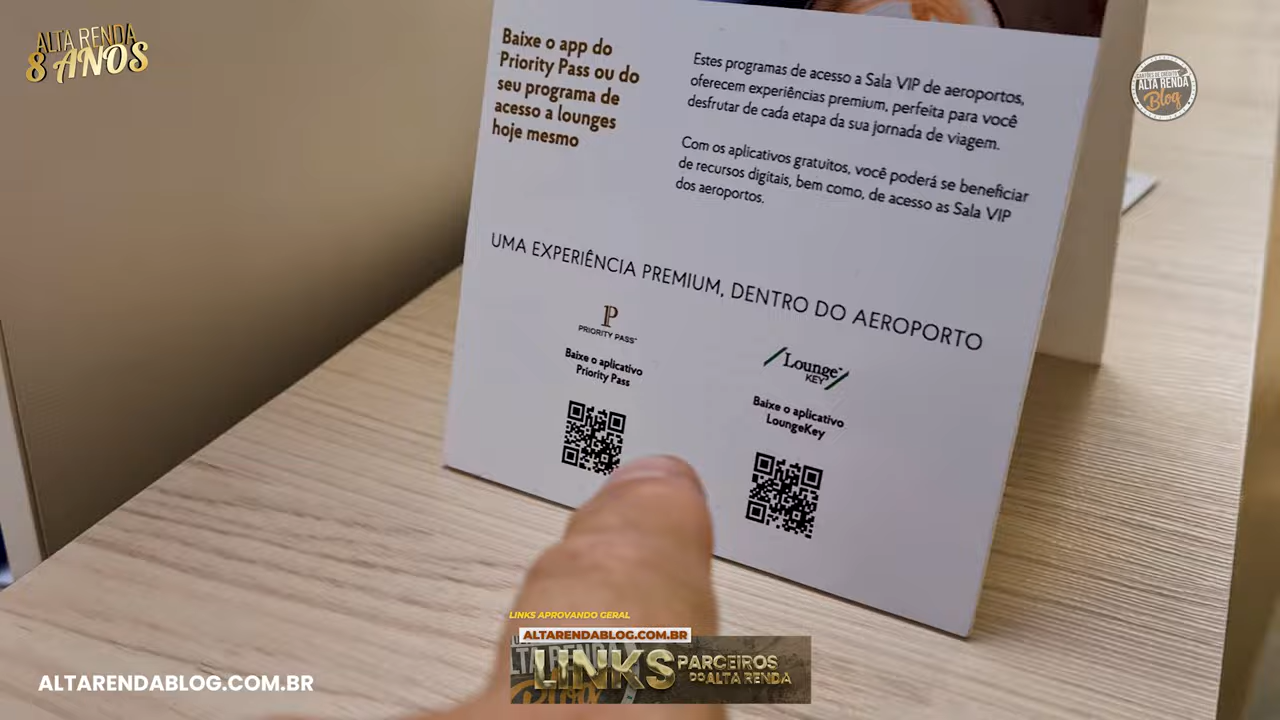 ALTA RENDA
8 ANOS
ALTA RENDA
Blog
Baixe o app do
Priority Pass ou do
seu programa de
acesso a lounges
hoje mesmo
Estes programas de acesso a Sala VIP de aeroportos,
oferecem experiências premium, perfeita para você
desfrutar de cada etapa da sua jornada de viagem.
Com os aplicativos gratuitos, você poderá se beneficiar
de recursos digitais, bem como, de acesso as Sala VIP
dos aeroportos.
UMA EXPERIÊNCIA PREMIUM, DENTRO DO AEROPORTO
PRIORITY PASS
Baixe o aplicativo
Priority Pass
Lounge
KEY
Baixe o aplicativo
LoungeKey
LINKS APROVANDO GERAL
ALTARENDABLOG.COM.BR
LINKS PARCEIROS
DO ALTA RENDA
ALTARENDABLOG.COM.BR